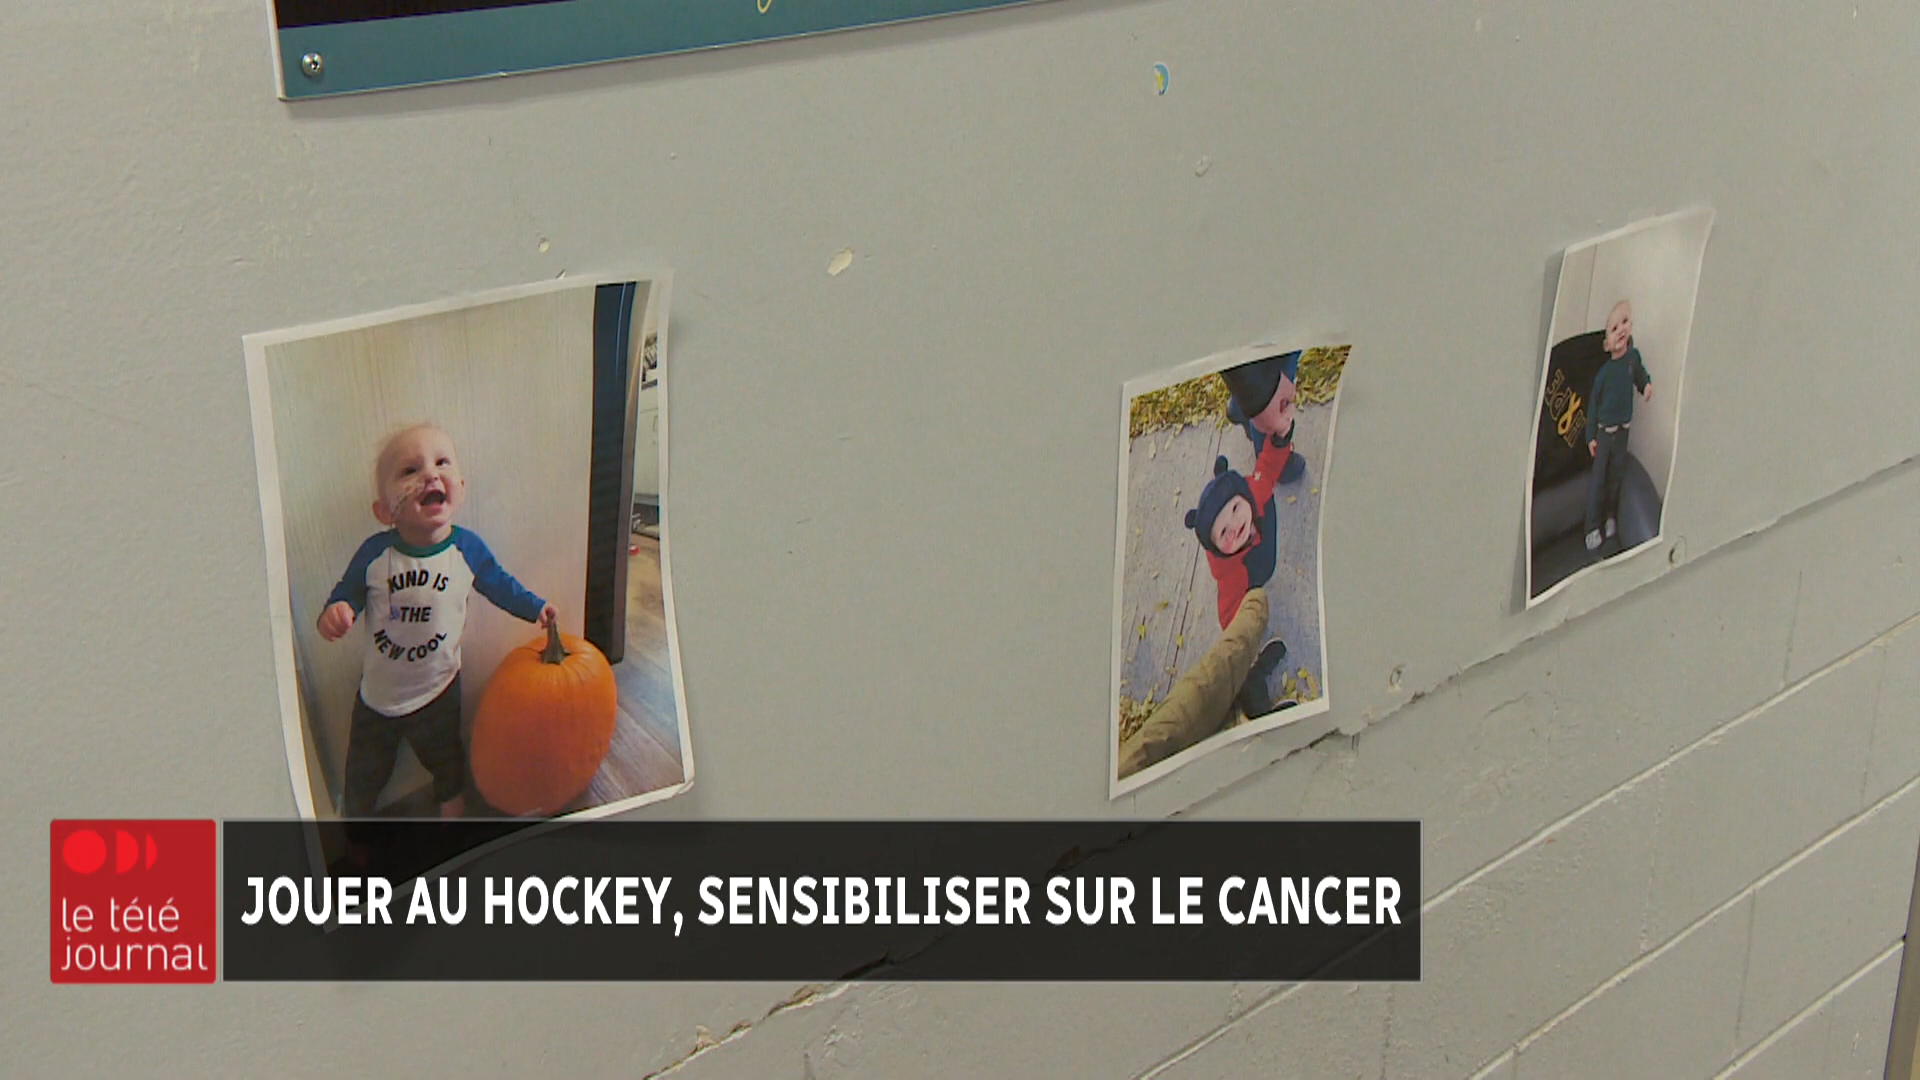 KIND IS
THE
NEW COOL
le télé
journal
JOUER AU HOCKEY, SENSIBILISER SUR LE CANCER